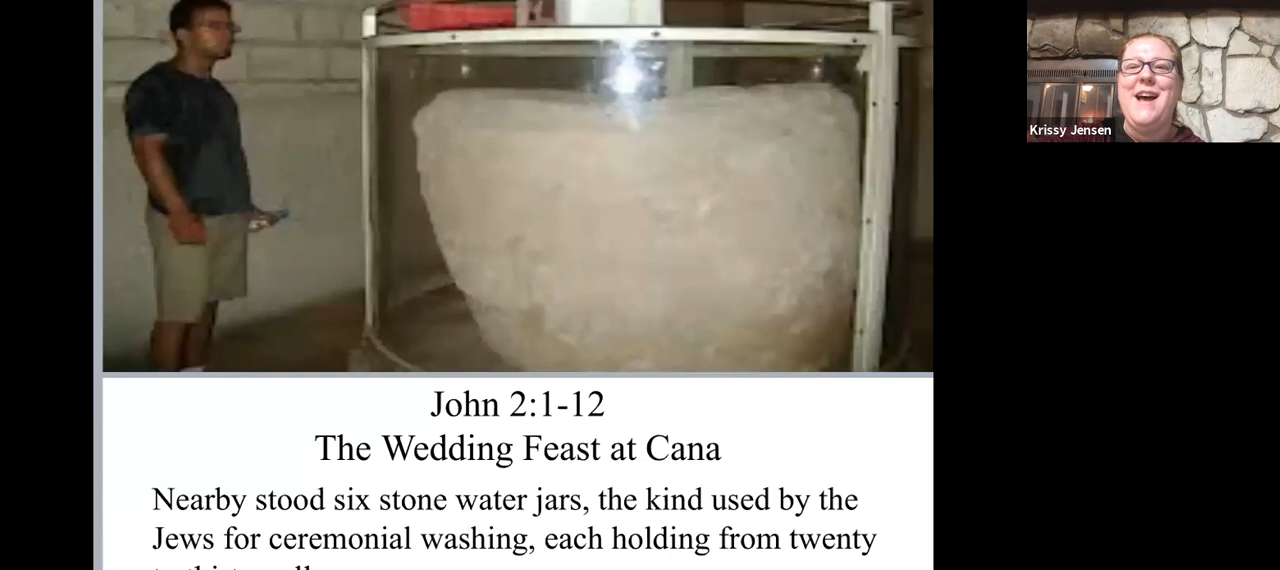 Krissy Jensen
John 2:1-12
The Wedding Feast at Cana
Nearby stood six stone water jars, the kind used by the
Jews for ceremonial washing, each holding from twenty